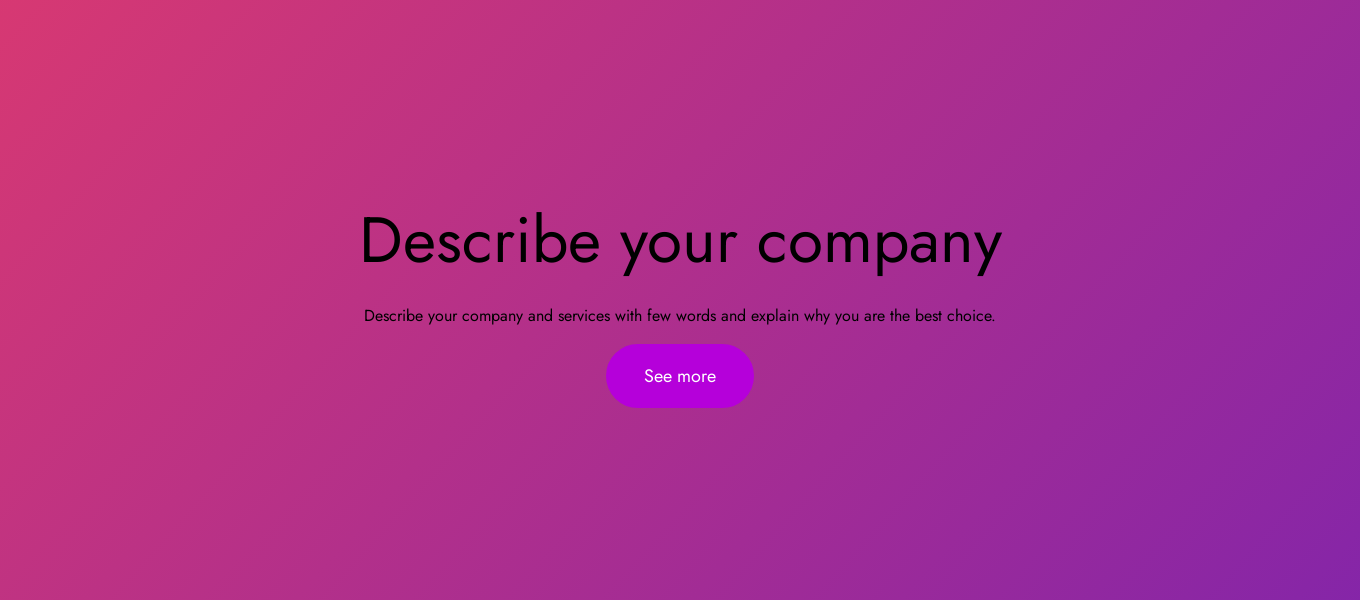 Describe your company
Describe your company and services with few words and explain why you are the best choice.
See more